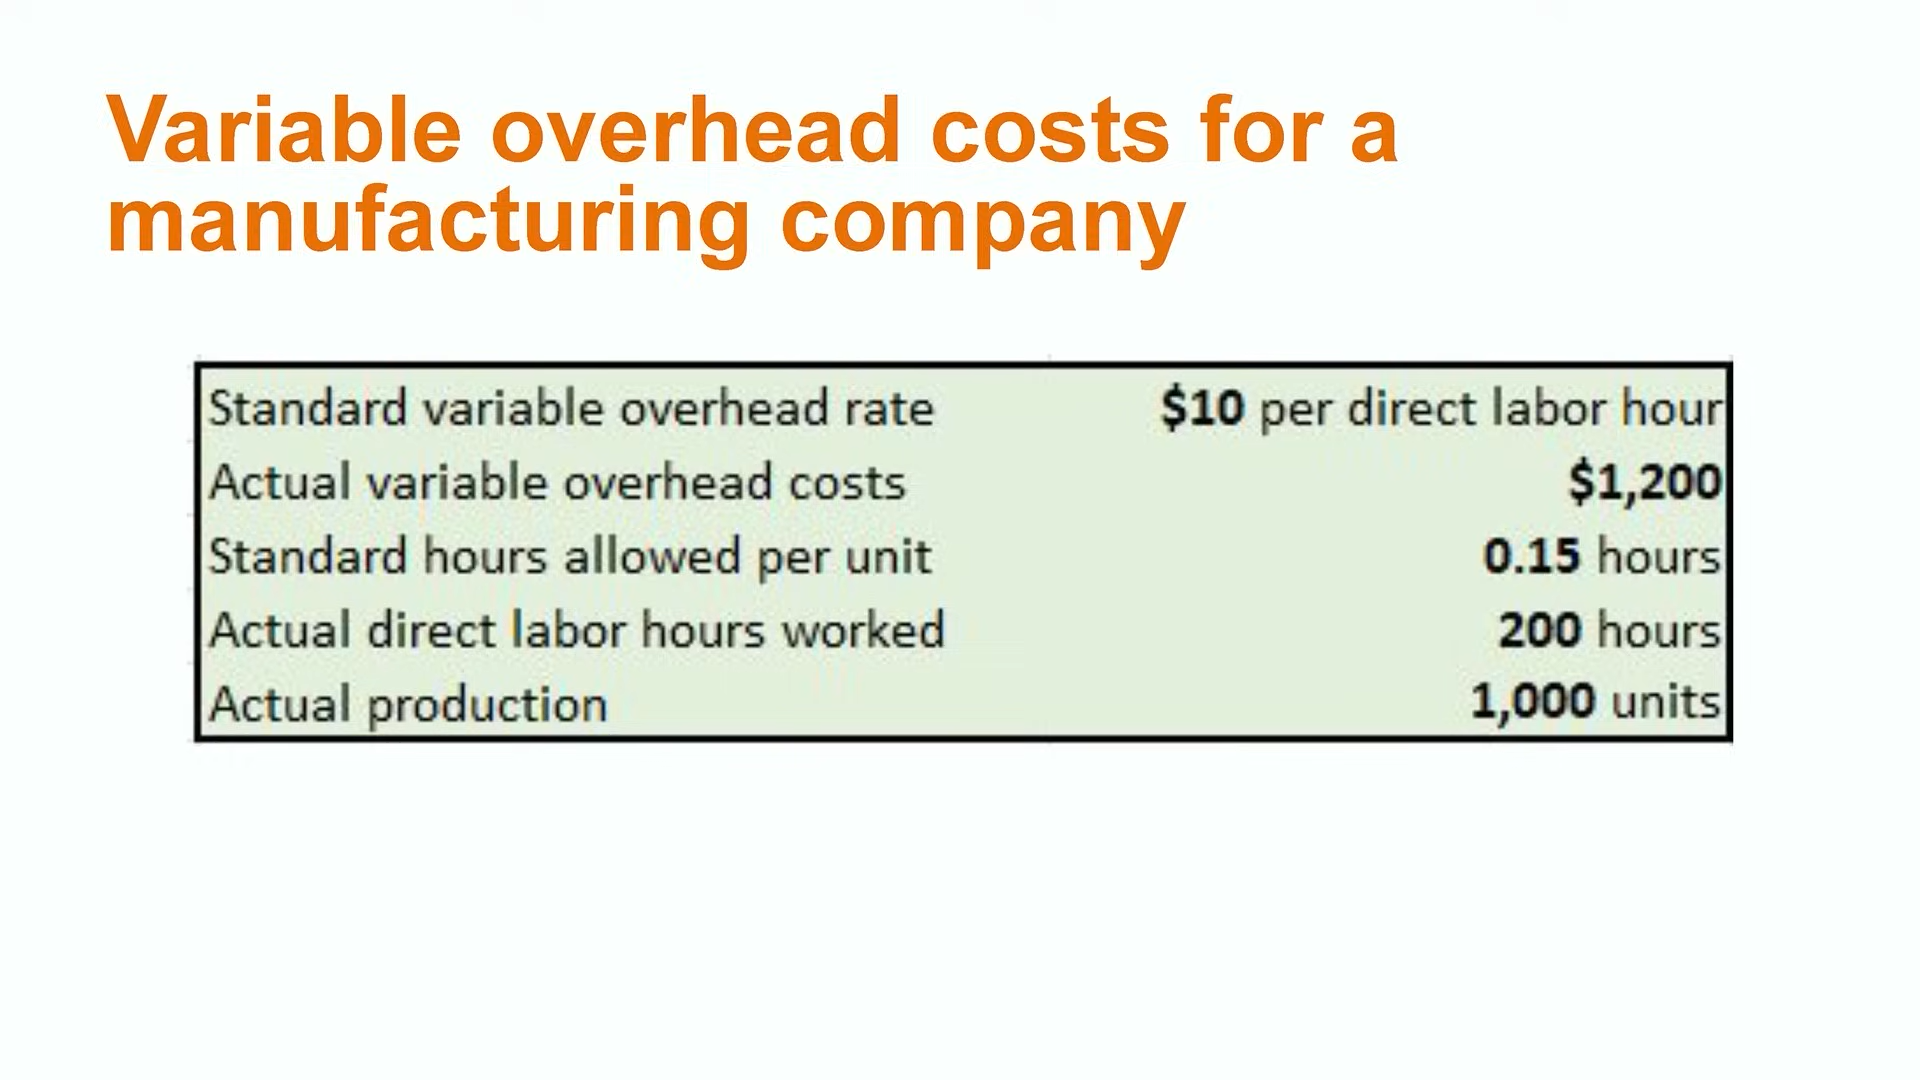 Variable overhead costs for a
manufacturing company
Standard variable overhead rate $10 per direct labor hour
Actual variable overhead costs $1,200
Standard hours allowed per unit 0.15 hours
Actual direct labor hours worked 200 hours
Actual production 1,000 units